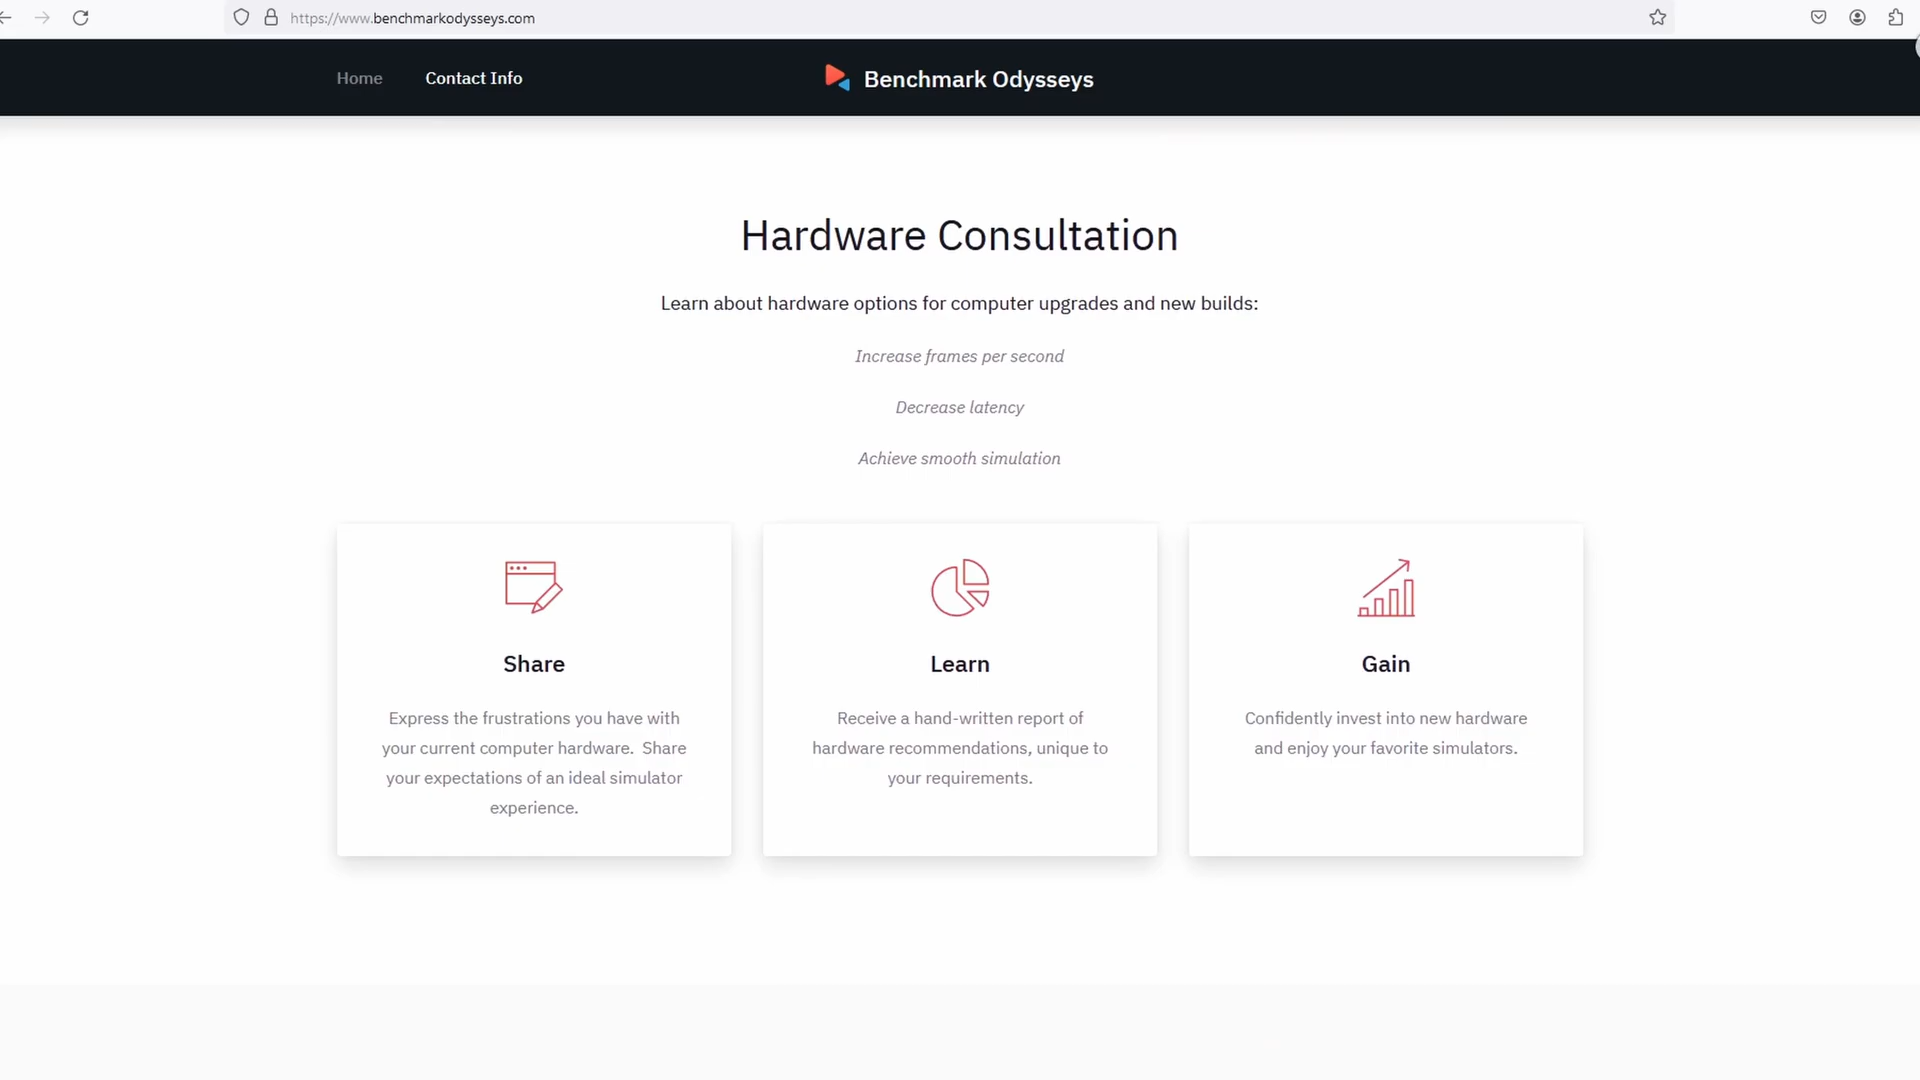 https://www.benchmarkodysseys.com
Home
Contact Info
Benchmark Odysseys
Hardware Consultation
Learn about hardware options for computer upgrades and new builds:
Increase frames per second
Decrease latency
Achieve smooth simulation
Share
Express the frustrations you have with
your current computer hardware.  Share
your expectations of an ideal simulator
experience.
Learn
Receive a hand-written report of
hardware recommendations, unique to
your requirements.
Gain
Confidently invest into new hardware
and enjoy your favorite simulators.